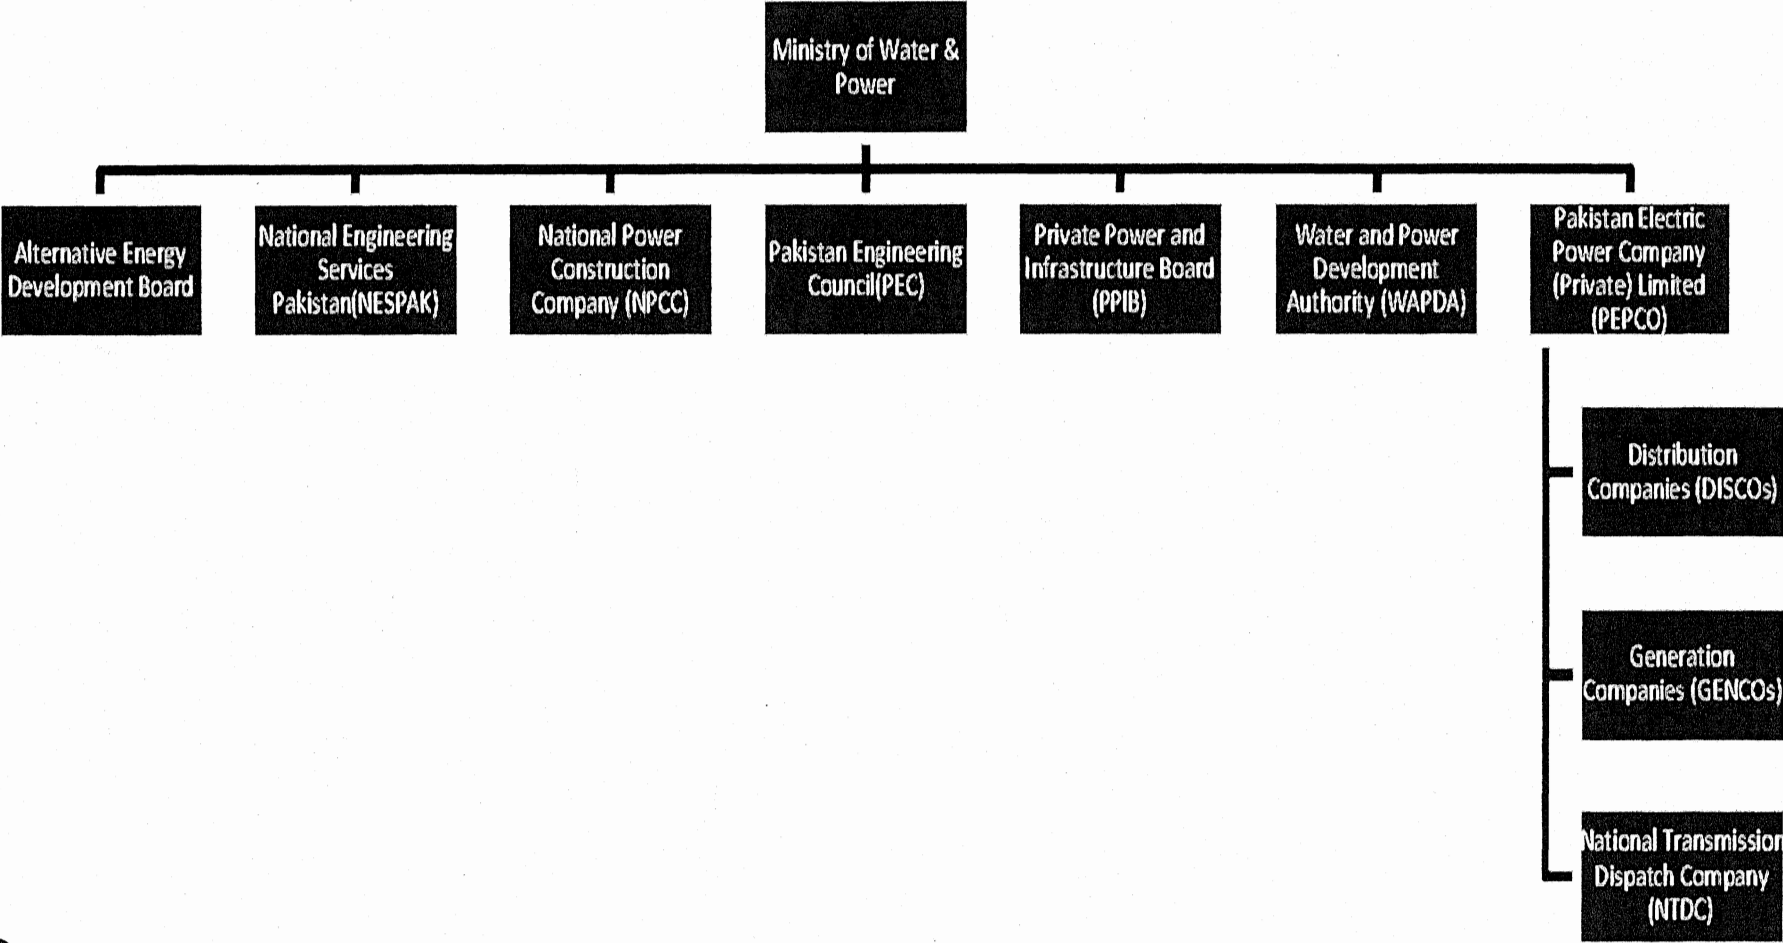 Ministry of Water &
Power
Alternative Energy
Development Board
National Engineering
Services
Pakistan(NESPAK)
National Power
Construction
Company (NPCC)
Pakistan Engineering
Council(PEC)
Private Power and
Infrastructure Board
(PPIB)
Water and Power
Development
Authority (WAPDA)
Pakistan Electric
Power Company
(Private) Limited
(PEPCO)
Distribution
Companies (DISCOs)
Generation
Companies (GENCOs)
National Transmission
Dispatch Company
(NTDC)